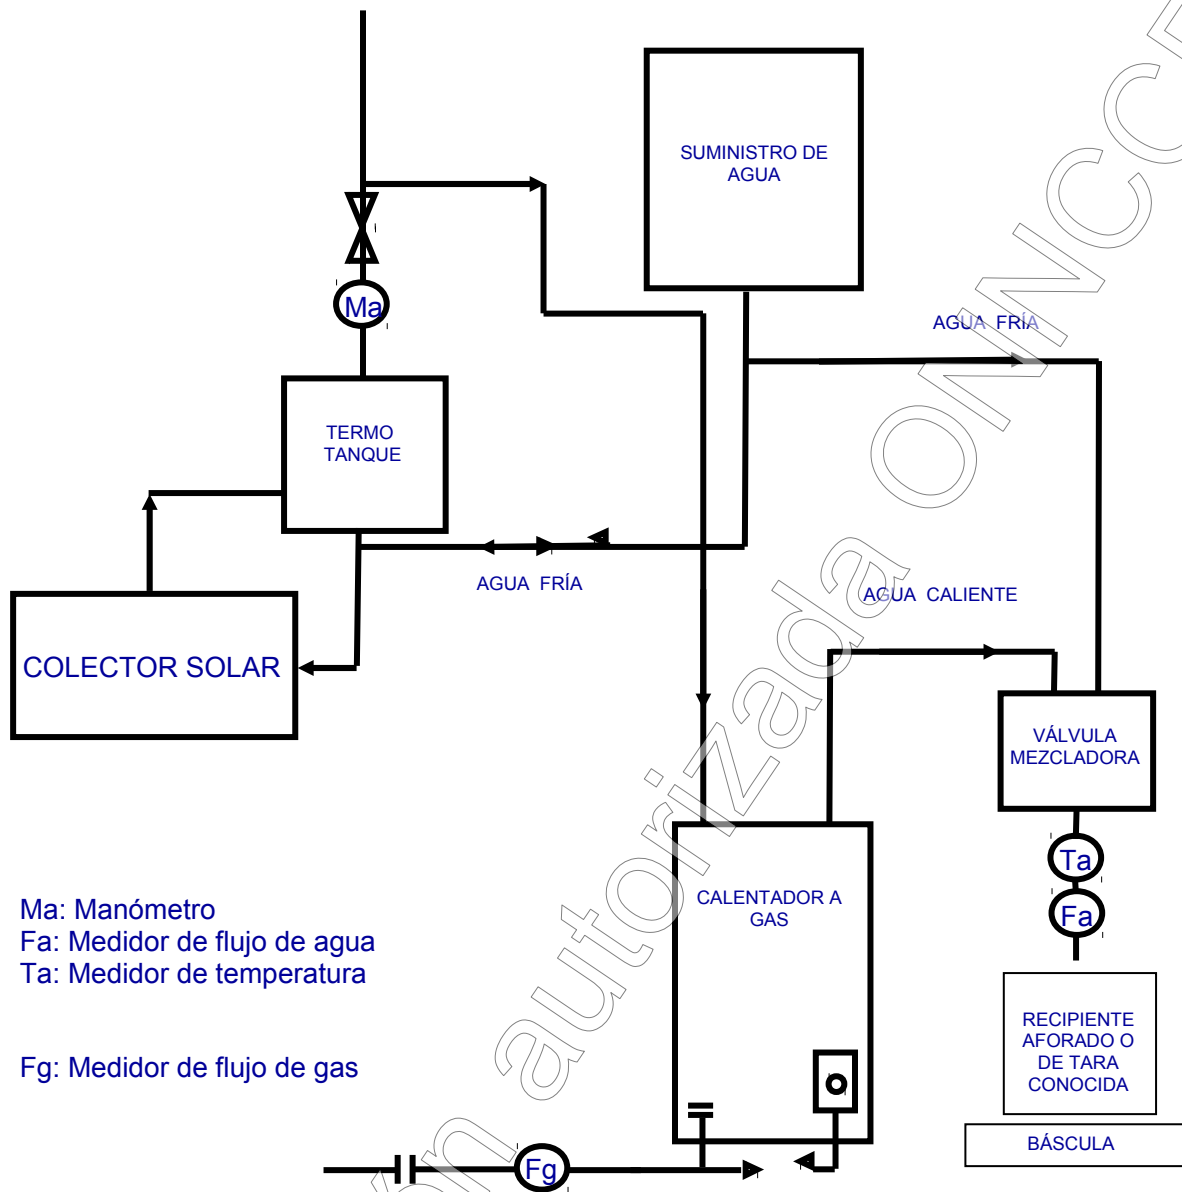 SUMINISTRO DE
AGUA
Ma
AGUA FRÍA
TERMO
TANQUE
AGUA FRÍA
AGUA CALIENTE
COLECTOR SOLAR
VÁLVULA
MEZCLADORA
Ta
CALENTADOR A
GAS
Fa
Ma: Manómetro
Fa: Medidor de flujo de agua
Ta: Medidor de temperatura
RECIPIENTE
AFORADO O
DE TARA
CONOCIDA
Fg: Medidor de flujo de gas
BÁSCULA
Fg
autorizada ONNCCE